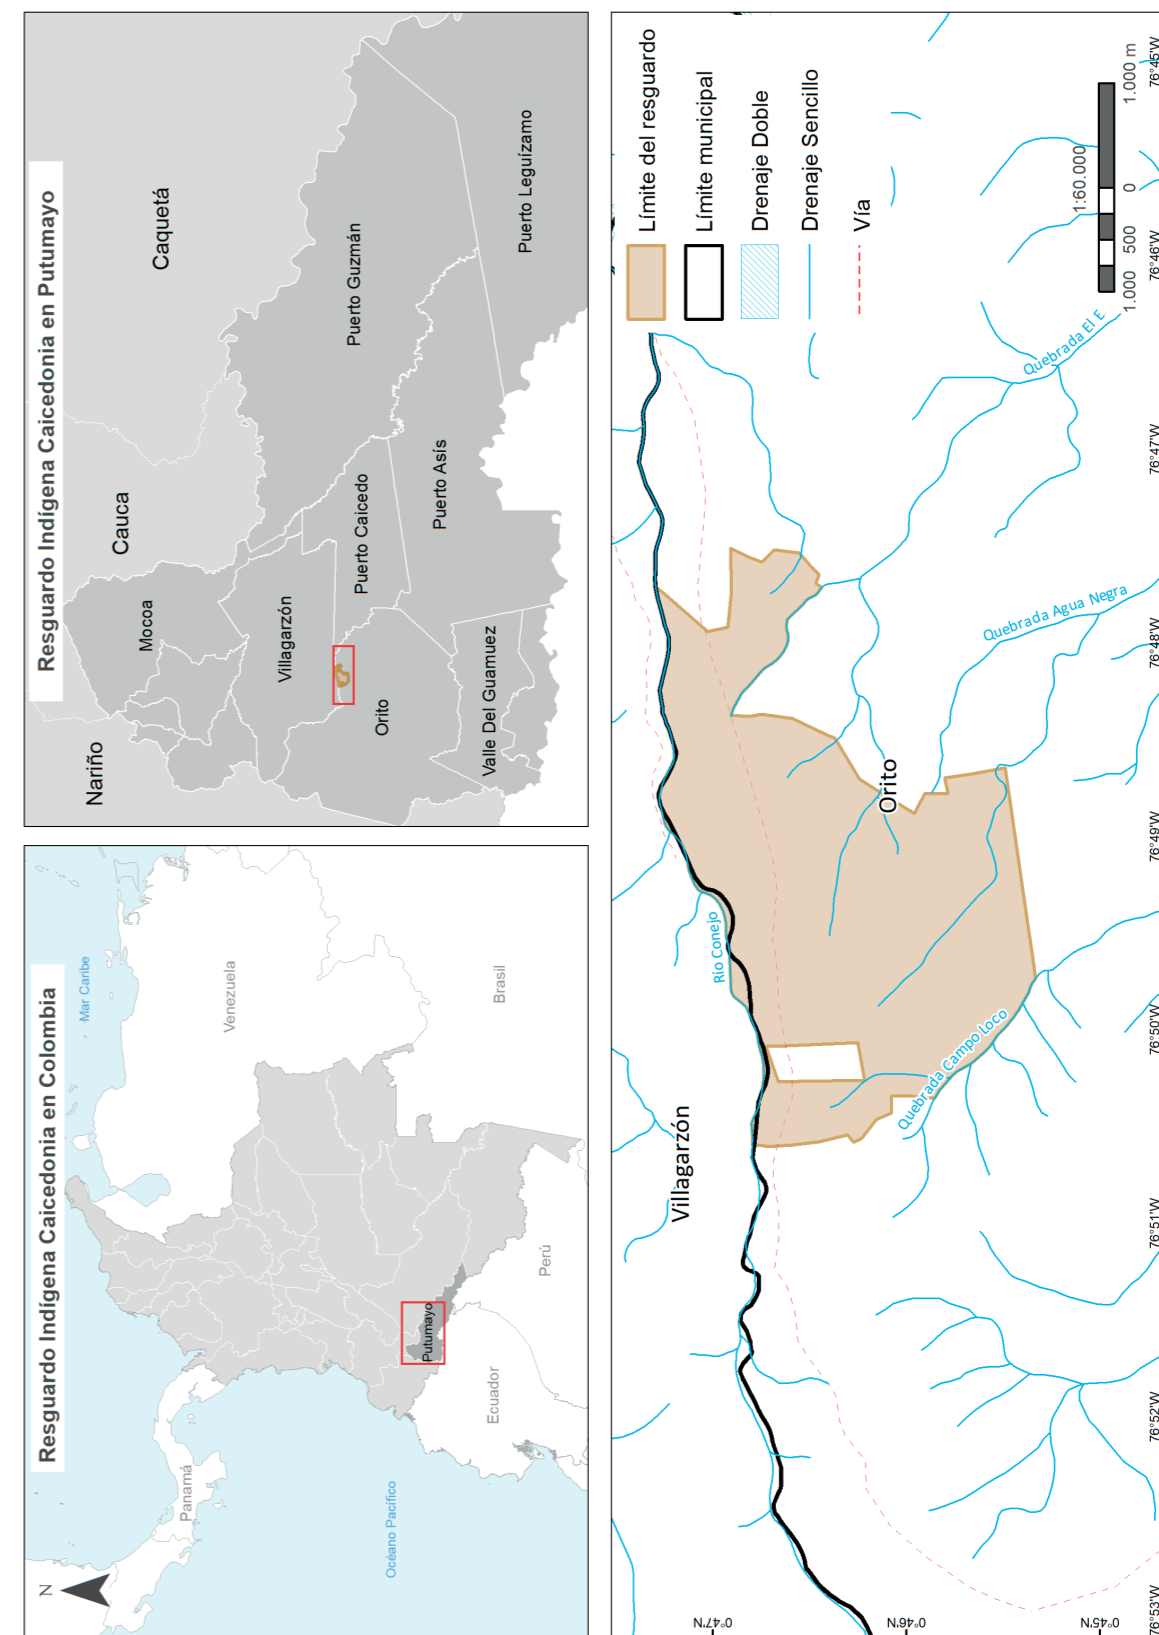 Resguardo Indígena Caicedonia en Colombia
N
Mar Caribe
Panamá
Venezuela
Océano Pacífico
Putumayo
Ecuador
Perú
Brasil
Resguardo Indígena Caicedonia en Putumayo
Nariño
Cauca
Caquetá
Mocoa
Villagarzón
Puerto Guzmán
Puerto Caicedo
Orito
Puerto Asís
Valle Del Guamuez
Puerto Leguízamo
Límite del resguardo
Límite municipal
Drenaje Doble
Drenaje Sencillo
Vía
1:60.000
1.000 500 0 1.000 m
Villagarzón
Río Conejo
Orito
Quebrada Campo Loco
Quebrada Agua Negra
Quebrada El E.
0°47'N
0°46'N
0°45'N
76°53'W 76°52'W 76°51'W 76°50'W 76°49'W 76°48'W 76°47'W 76°46'W 76°45'W